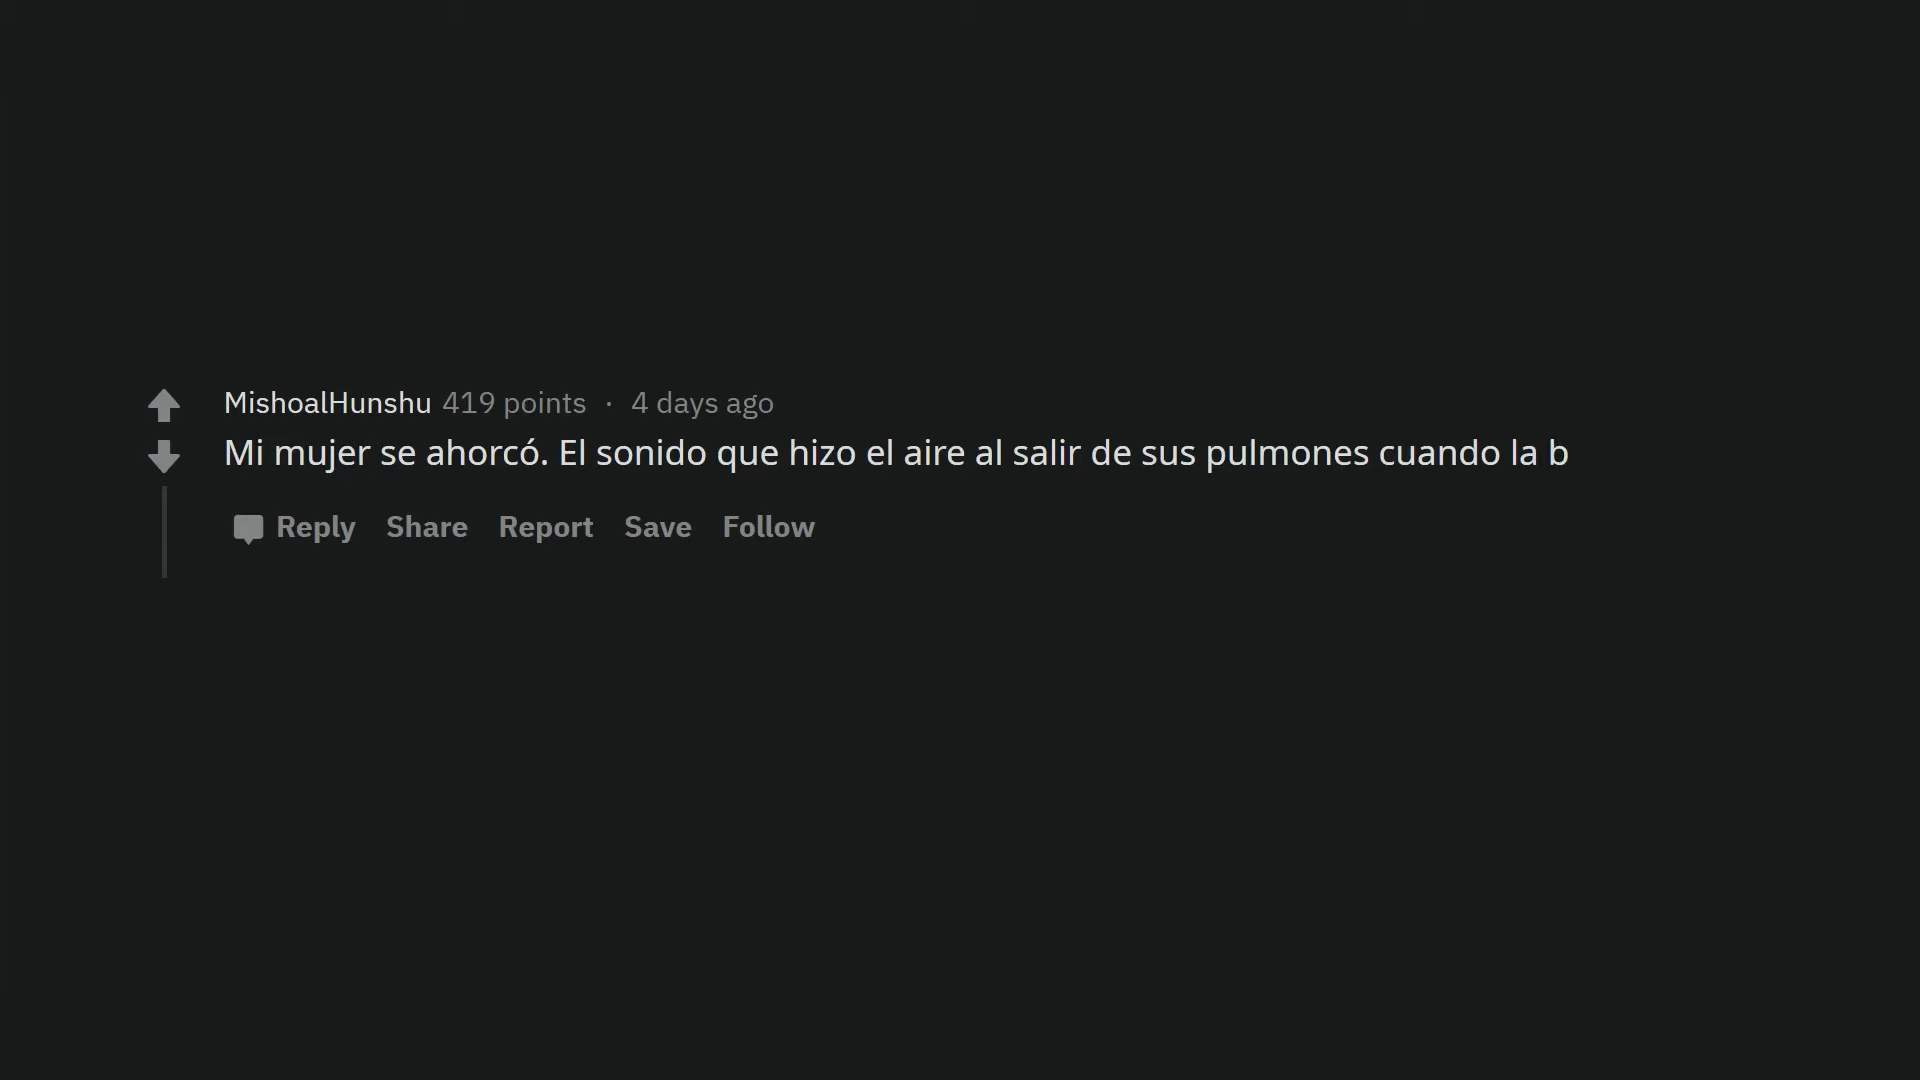 MishoalHunshu 419 points · 4 days ago
Mi mujer se ahorcó. El sonido que hizo el aire al salir de sus pulmones cuando la b
Reply Share Report Save Follow